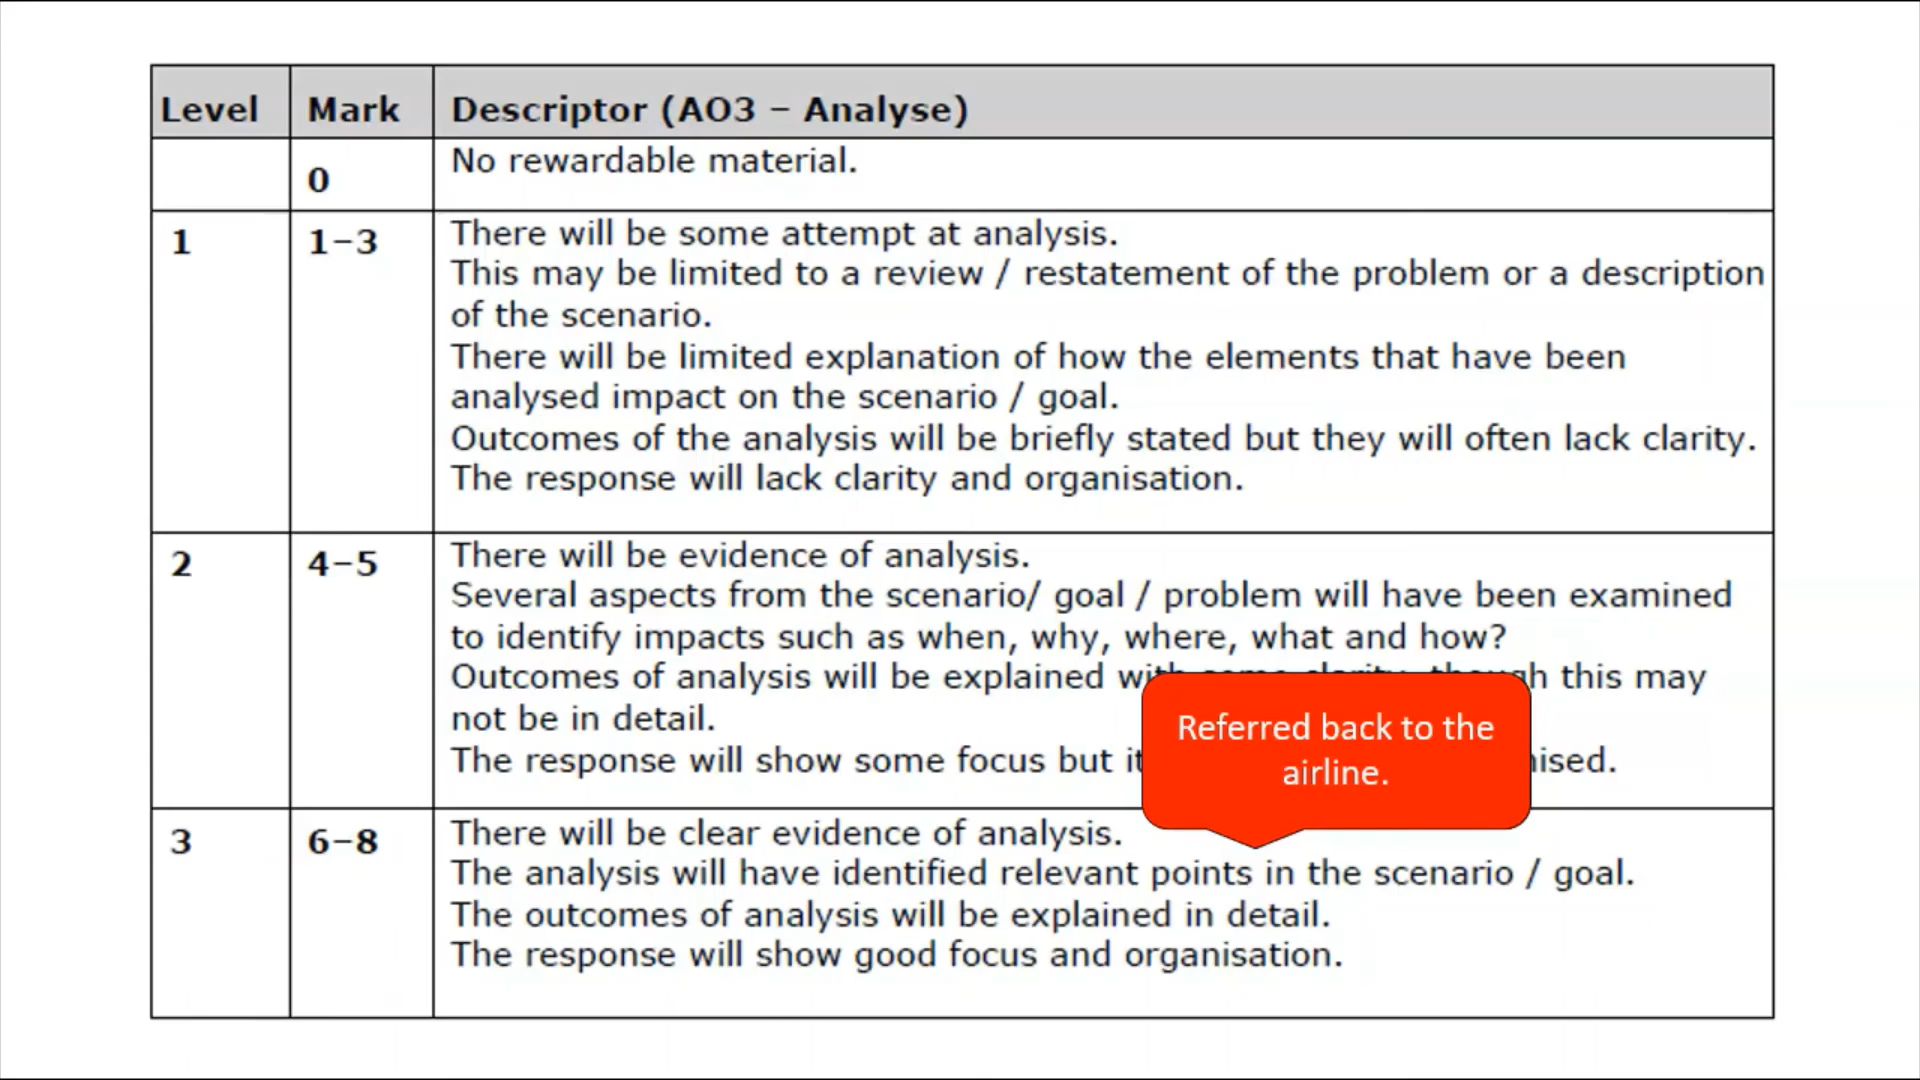 Level Mark Descriptor (AO3 – Analyse)
0 No rewardable material.
1 1–3 There will be some attempt at analysis.
This may be limited to a review / restatement of the problem or a description
of the scenario.
There will be limited explanation of how the elements that have been
analysed impact on the scenario / goal.
Outcomes of the analysis will be briefly stated but they will often lack clarity.
The response will lack clarity and organisation.
2 4–5 There will be evidence of analysis.
Several aspects from the scenario/ goal / problem will have been examined
to identify impacts such as when, why, where, what and how?
Outcomes of analysis will be explained with some clarity, though this may
not be in detail.
The response will show some focus but
Referred back to the
airline.
3 6–8 There will be clear evidence of analysis.
The analysis will have identified relevant points in the scenario / goal.
The outcomes of analysis will be explained in detail.
The response will show good focus and organisation.